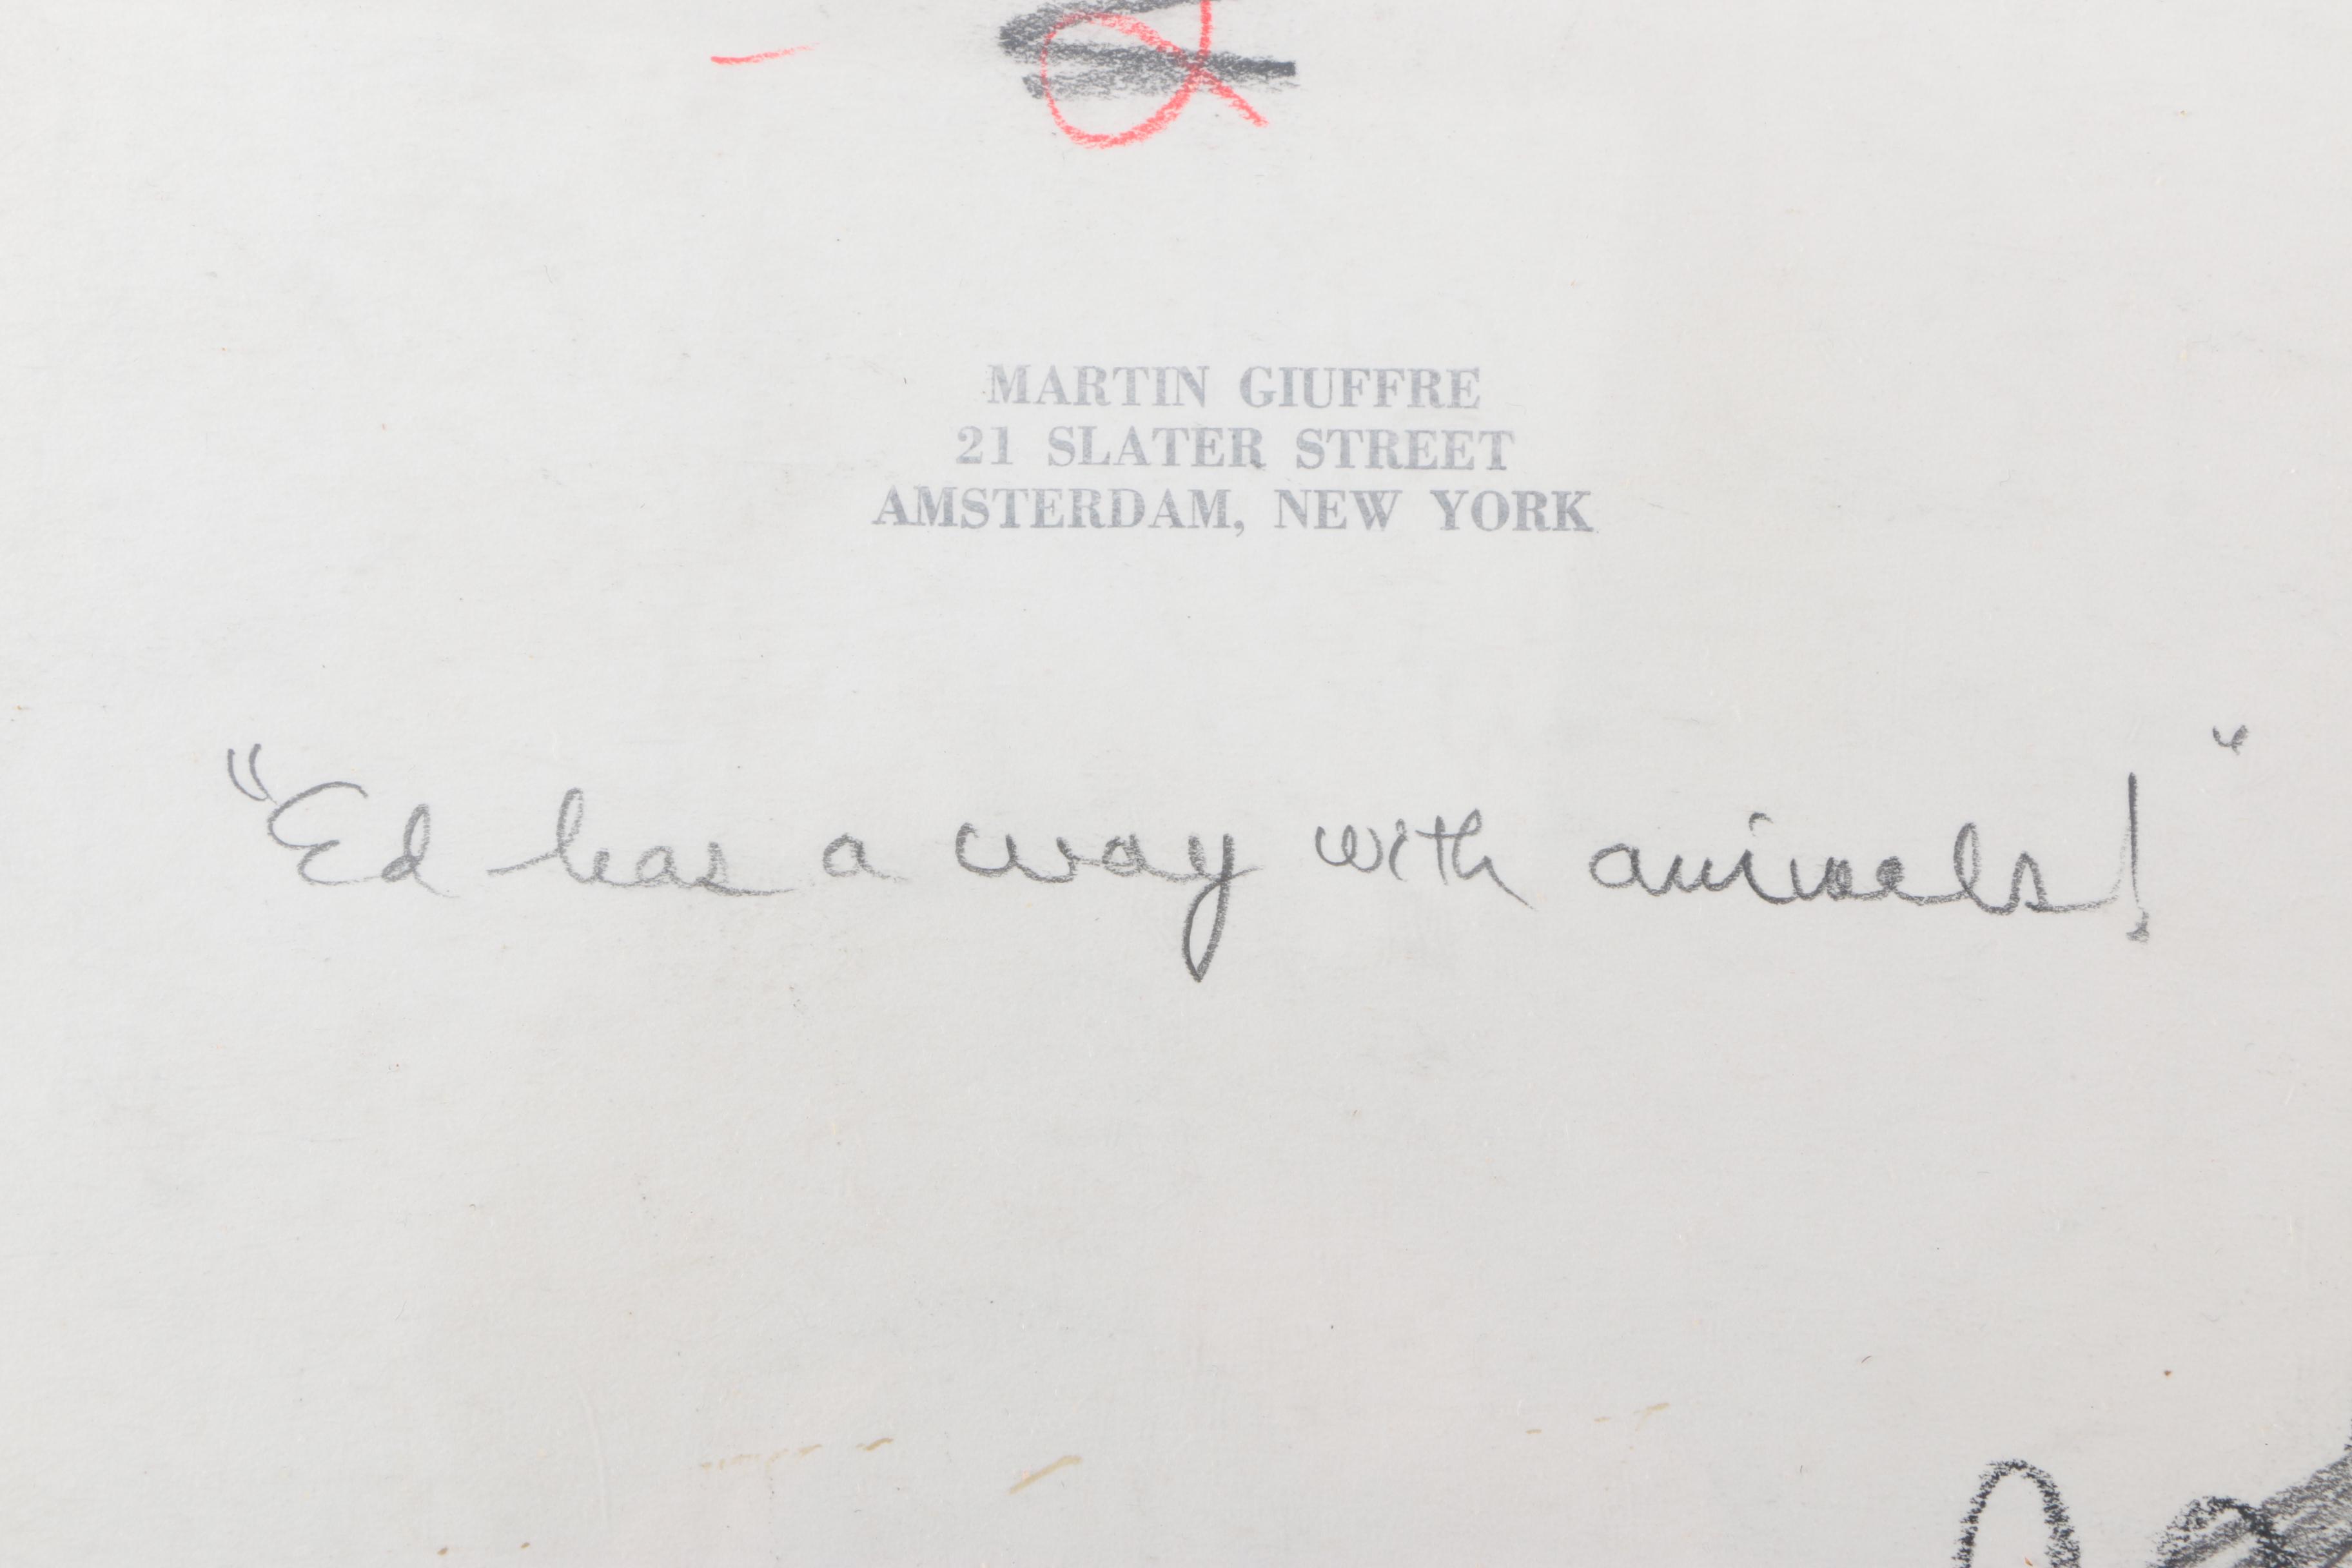 MARTIN GIUFFRE
21 SLATER STREET
AMSTERDAM, NEW YORK
"Ed has a way with animals!"